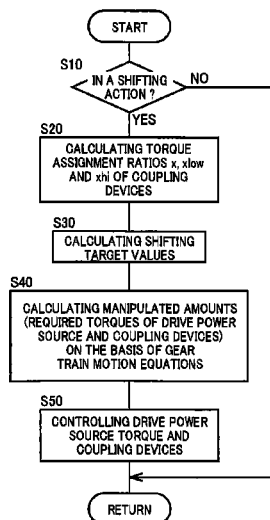 START
S10
IN A SHIFTING
ACTION ?
NO
YES
S20
CALCULATING TORQUE
ASSIGNMENT RATIOS x, xlow
and xhi OF COUPLING
DEVICES
S30
CALCULATING SHIFTING
TARGET VALUES
S40
CALCULATING MANIPULATED AMOUNTS
(REQUIRED TORQUES OF DRIVE POWER
SOURCE AND COUPLING DEVICES)
ON THE BASIS OF GEAR
TRAIN MOTION EQUATIONS
S50
CONTROLLING DRIVE POWER
SOURCE TORQUE AND
COUPLING DEVICES
RETURN